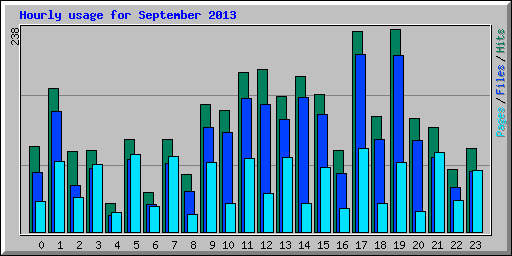 Hourly usage for September 2013
238
Pages/Files/Hits
0 1 2 3 4 5 6 7 8 9 10 11 12 13 14 15 16 17 18 19 20 21 22 23